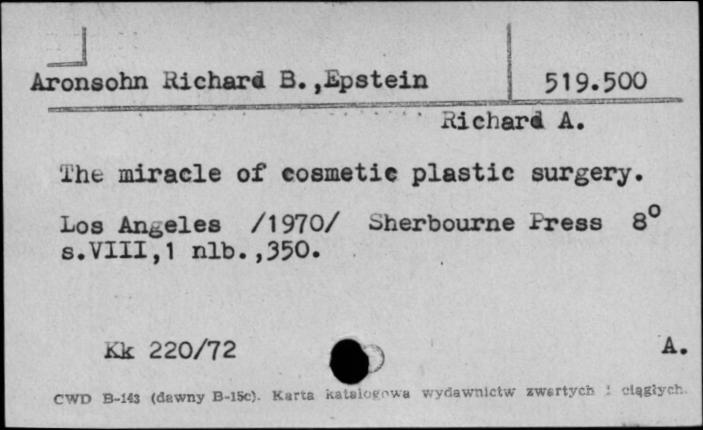 Aronsohn Richard B.,Epstein 519.500
Richard A.
The miracle of cosmetic plastic surgery.
Los Angeles /1970/ Sherbourne Press 8°
s.VIII,1 nlb.,350.
Kk 220/72 A.
CWD B-143 (dawny B-15c). Karta katalogowa wydawnictw zwartych i ciągłych.